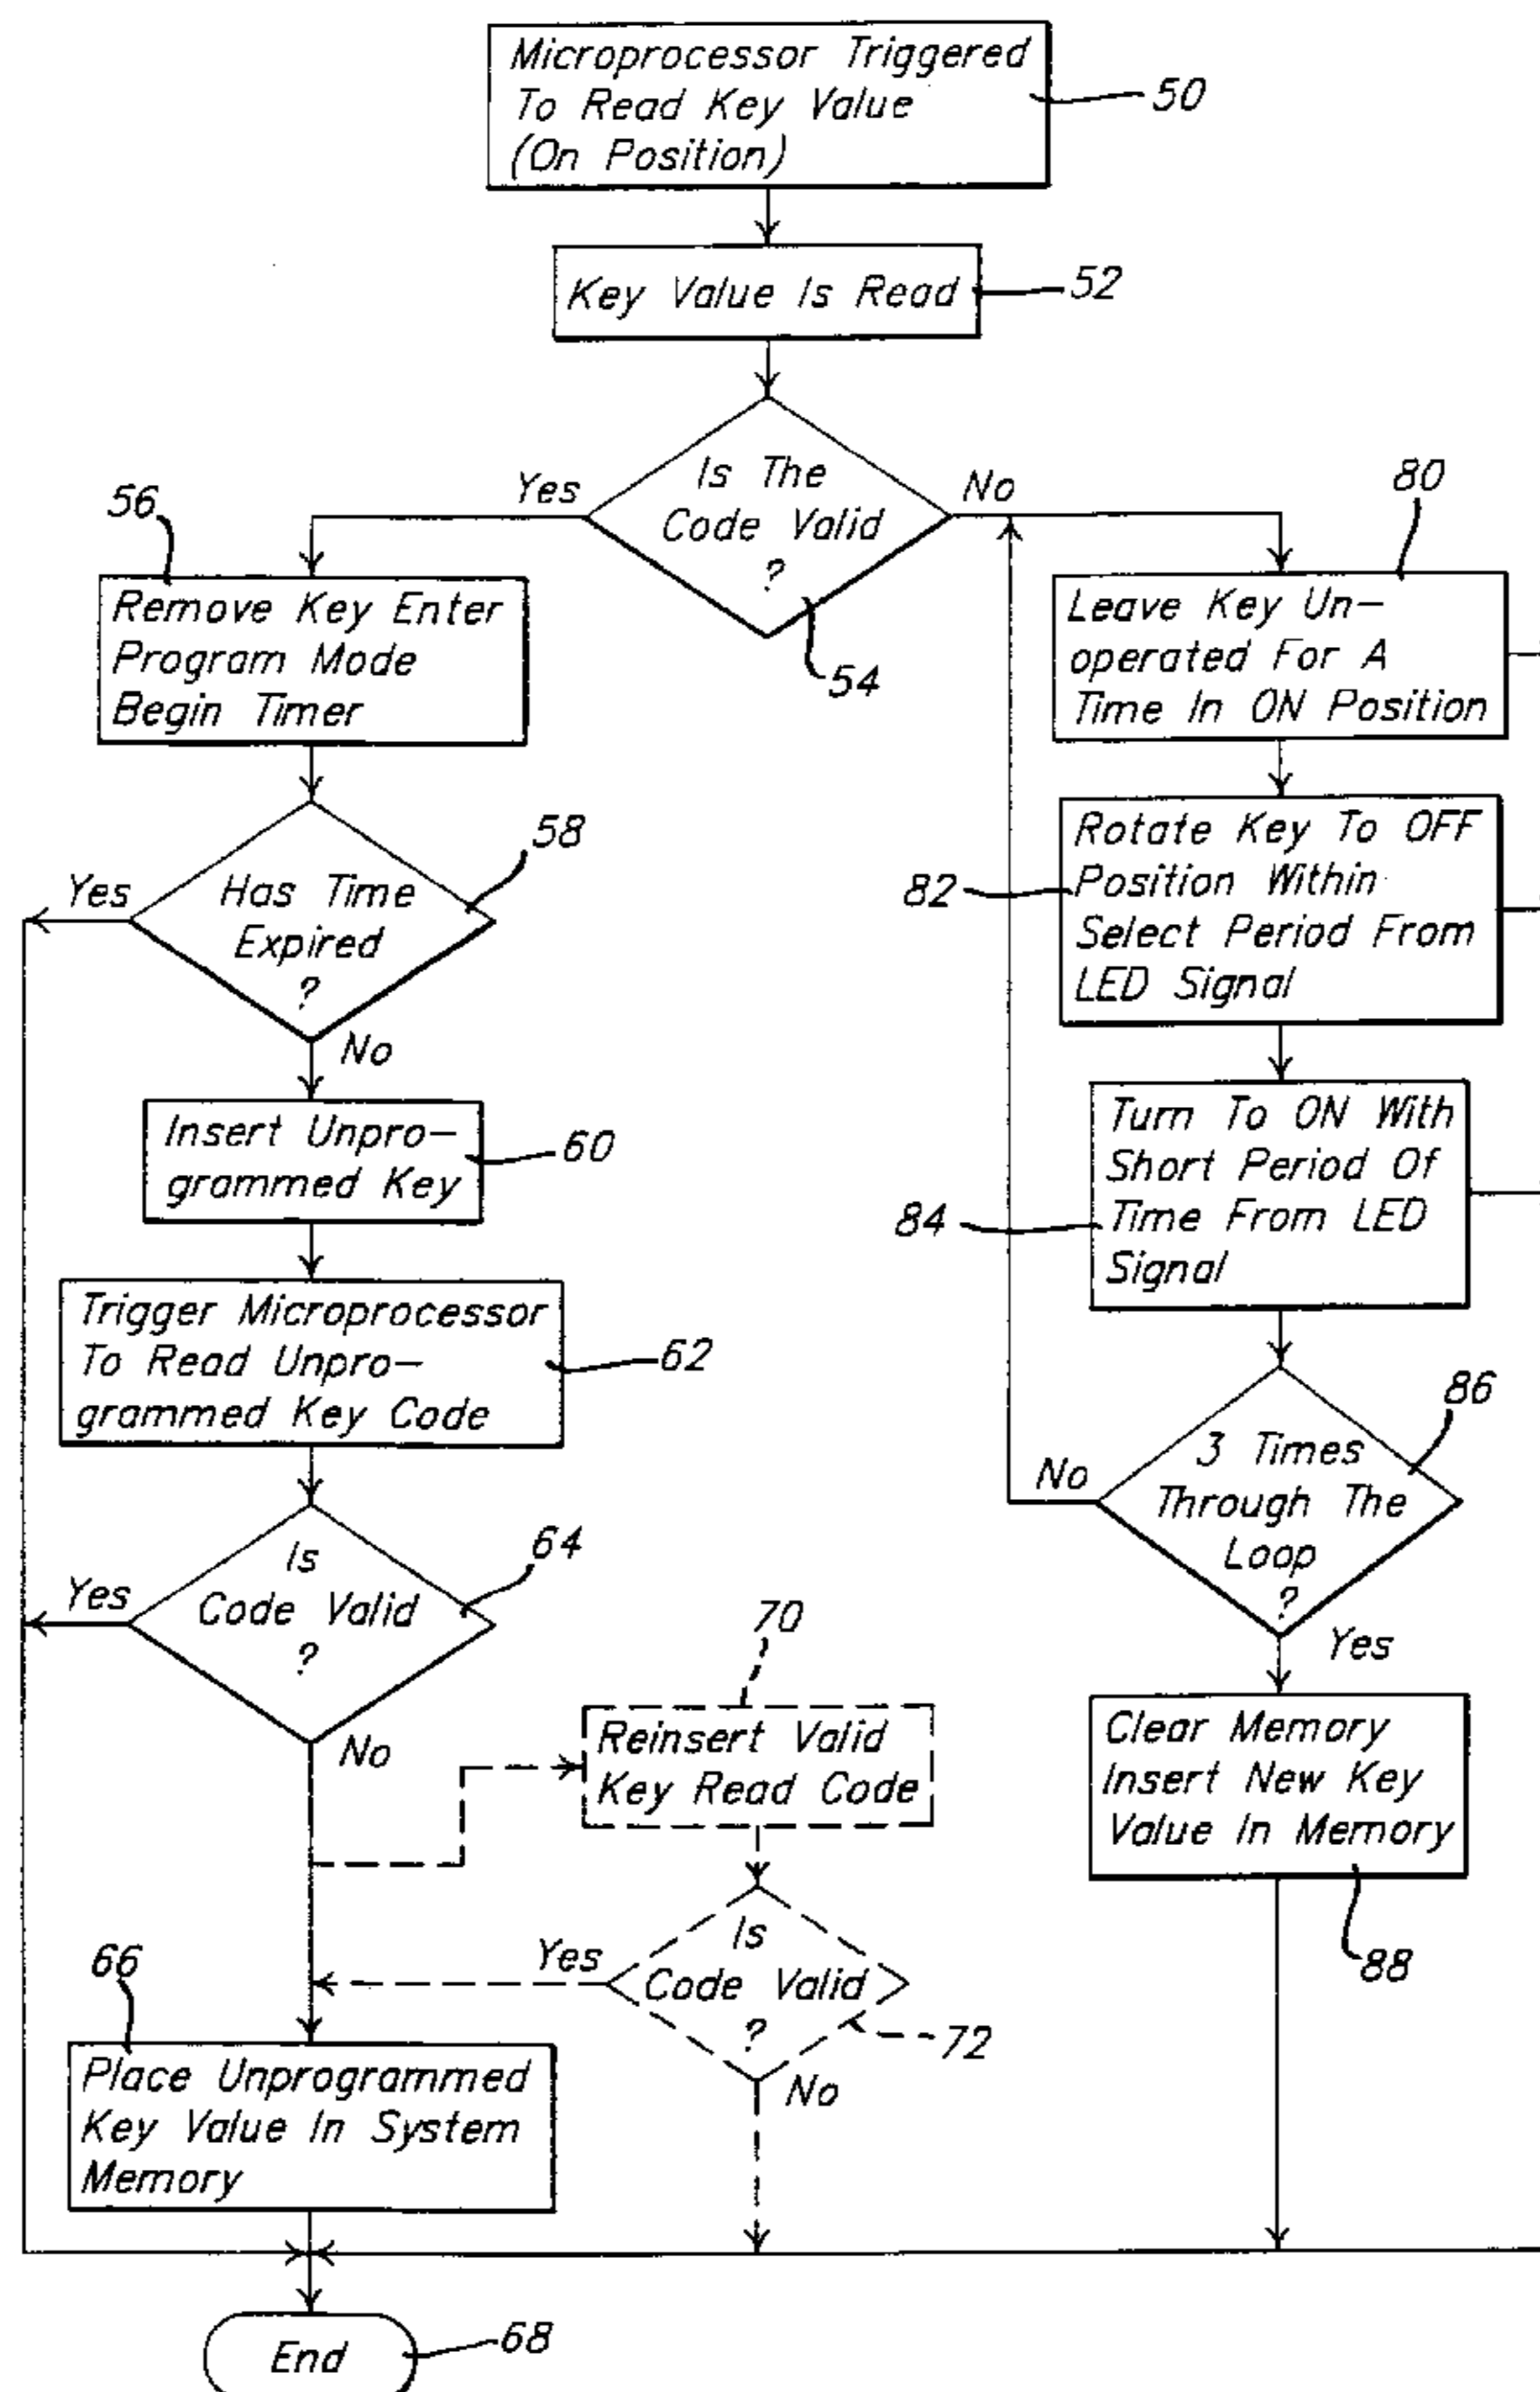 Microprocessor Triggered
To Read Key Value
(On Position)
50
Key Value Is Read
52
Is The
Code Valid
?
54
Yes
No
56
Remove Key Enter
Program Mode
Begin Timer
80
Leave Key Un-
operated For A
Time In ON Position
58
Has Time
Expired
?
Yes
No
82
Rotate Key To OFF
Position Within
Select Period From
LED Signal
Insert Unpro-
grammed Key
60
84
Turn To ON With
Short Period Of
Time From LED
Signal
Trigger Microprocessor
To Read Unpro-
grammed Key Code
62
86
3 Times
Through The
Loop
?
No
Yes
64
Is
Code Valid
?
Yes
No
70
Reinsert Valid
Key Read Code
Clear Memory
Insert New Key
Value In Memory
88
Is
Code Valid
?
Yes
72
No
66
Place Unprogrammed
Key Value In System
Memory
End
68